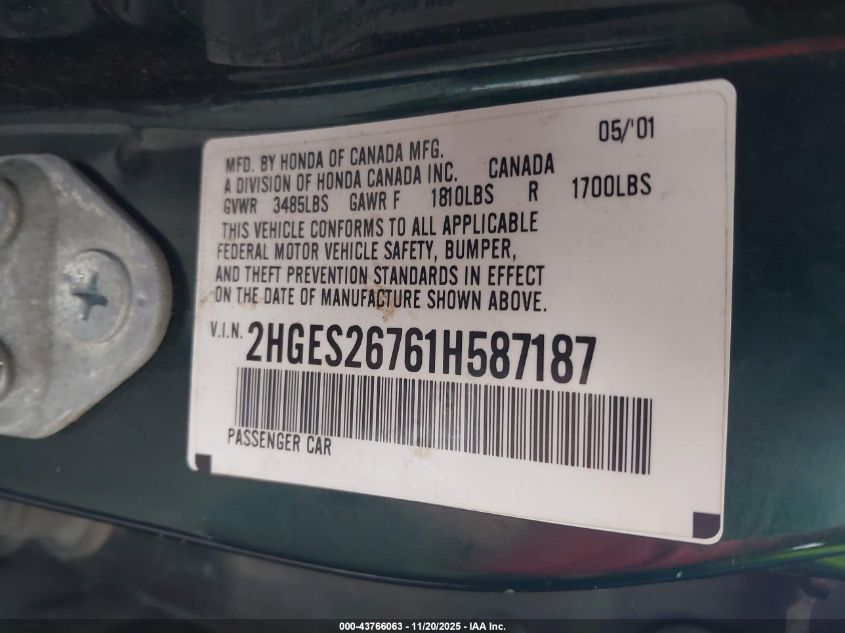 05/'01
MFD. BY HONDA OF CANADA MFG.
A DIVISION OF HONDA CANADA INC. CANADA
GVWR 3485LBS GAWR F 1810LBS R 1700LBS
THIS VEHICLE CONFORMS TO ALL APPLICABLE
FEDERAL MOTOR VEHICLE SAFETY, BUMPER,
AND THEFT PREVENTION STANDARDS IN EFFECT
ON THE DATE OF MANUFACTURE SHOWN ABOVE.
V.I.N. 2HGES26761H587187
PASSENGER CAR
000-43766063 - 11/20/2025 - IAA Inc.